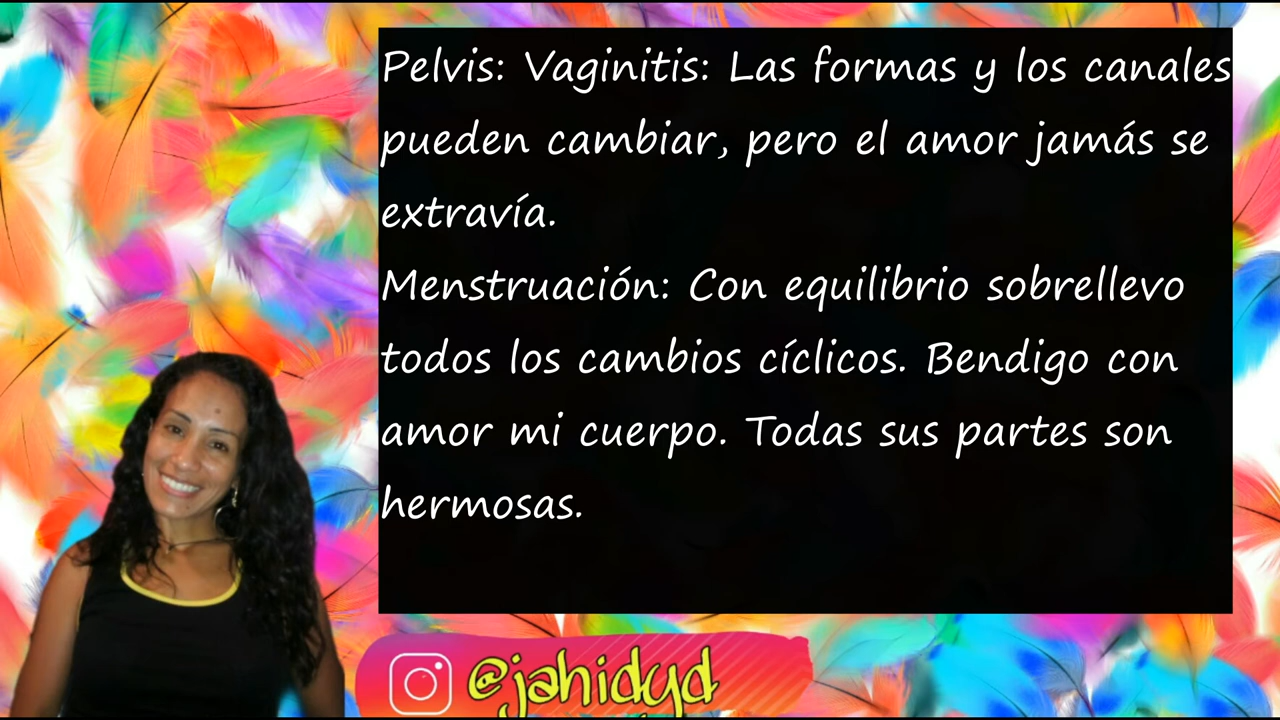 Pelvis: Vaginitis: Las formas y los canales
pueden cambiar, pero el amor jamás se
extravía.
Menstruación: Con equilibrio sobrellevo
todos los cambios cíclicos. Bendigo con
amor mi cuerpo. Todas sus partes son
hermosas.
@jahidyd